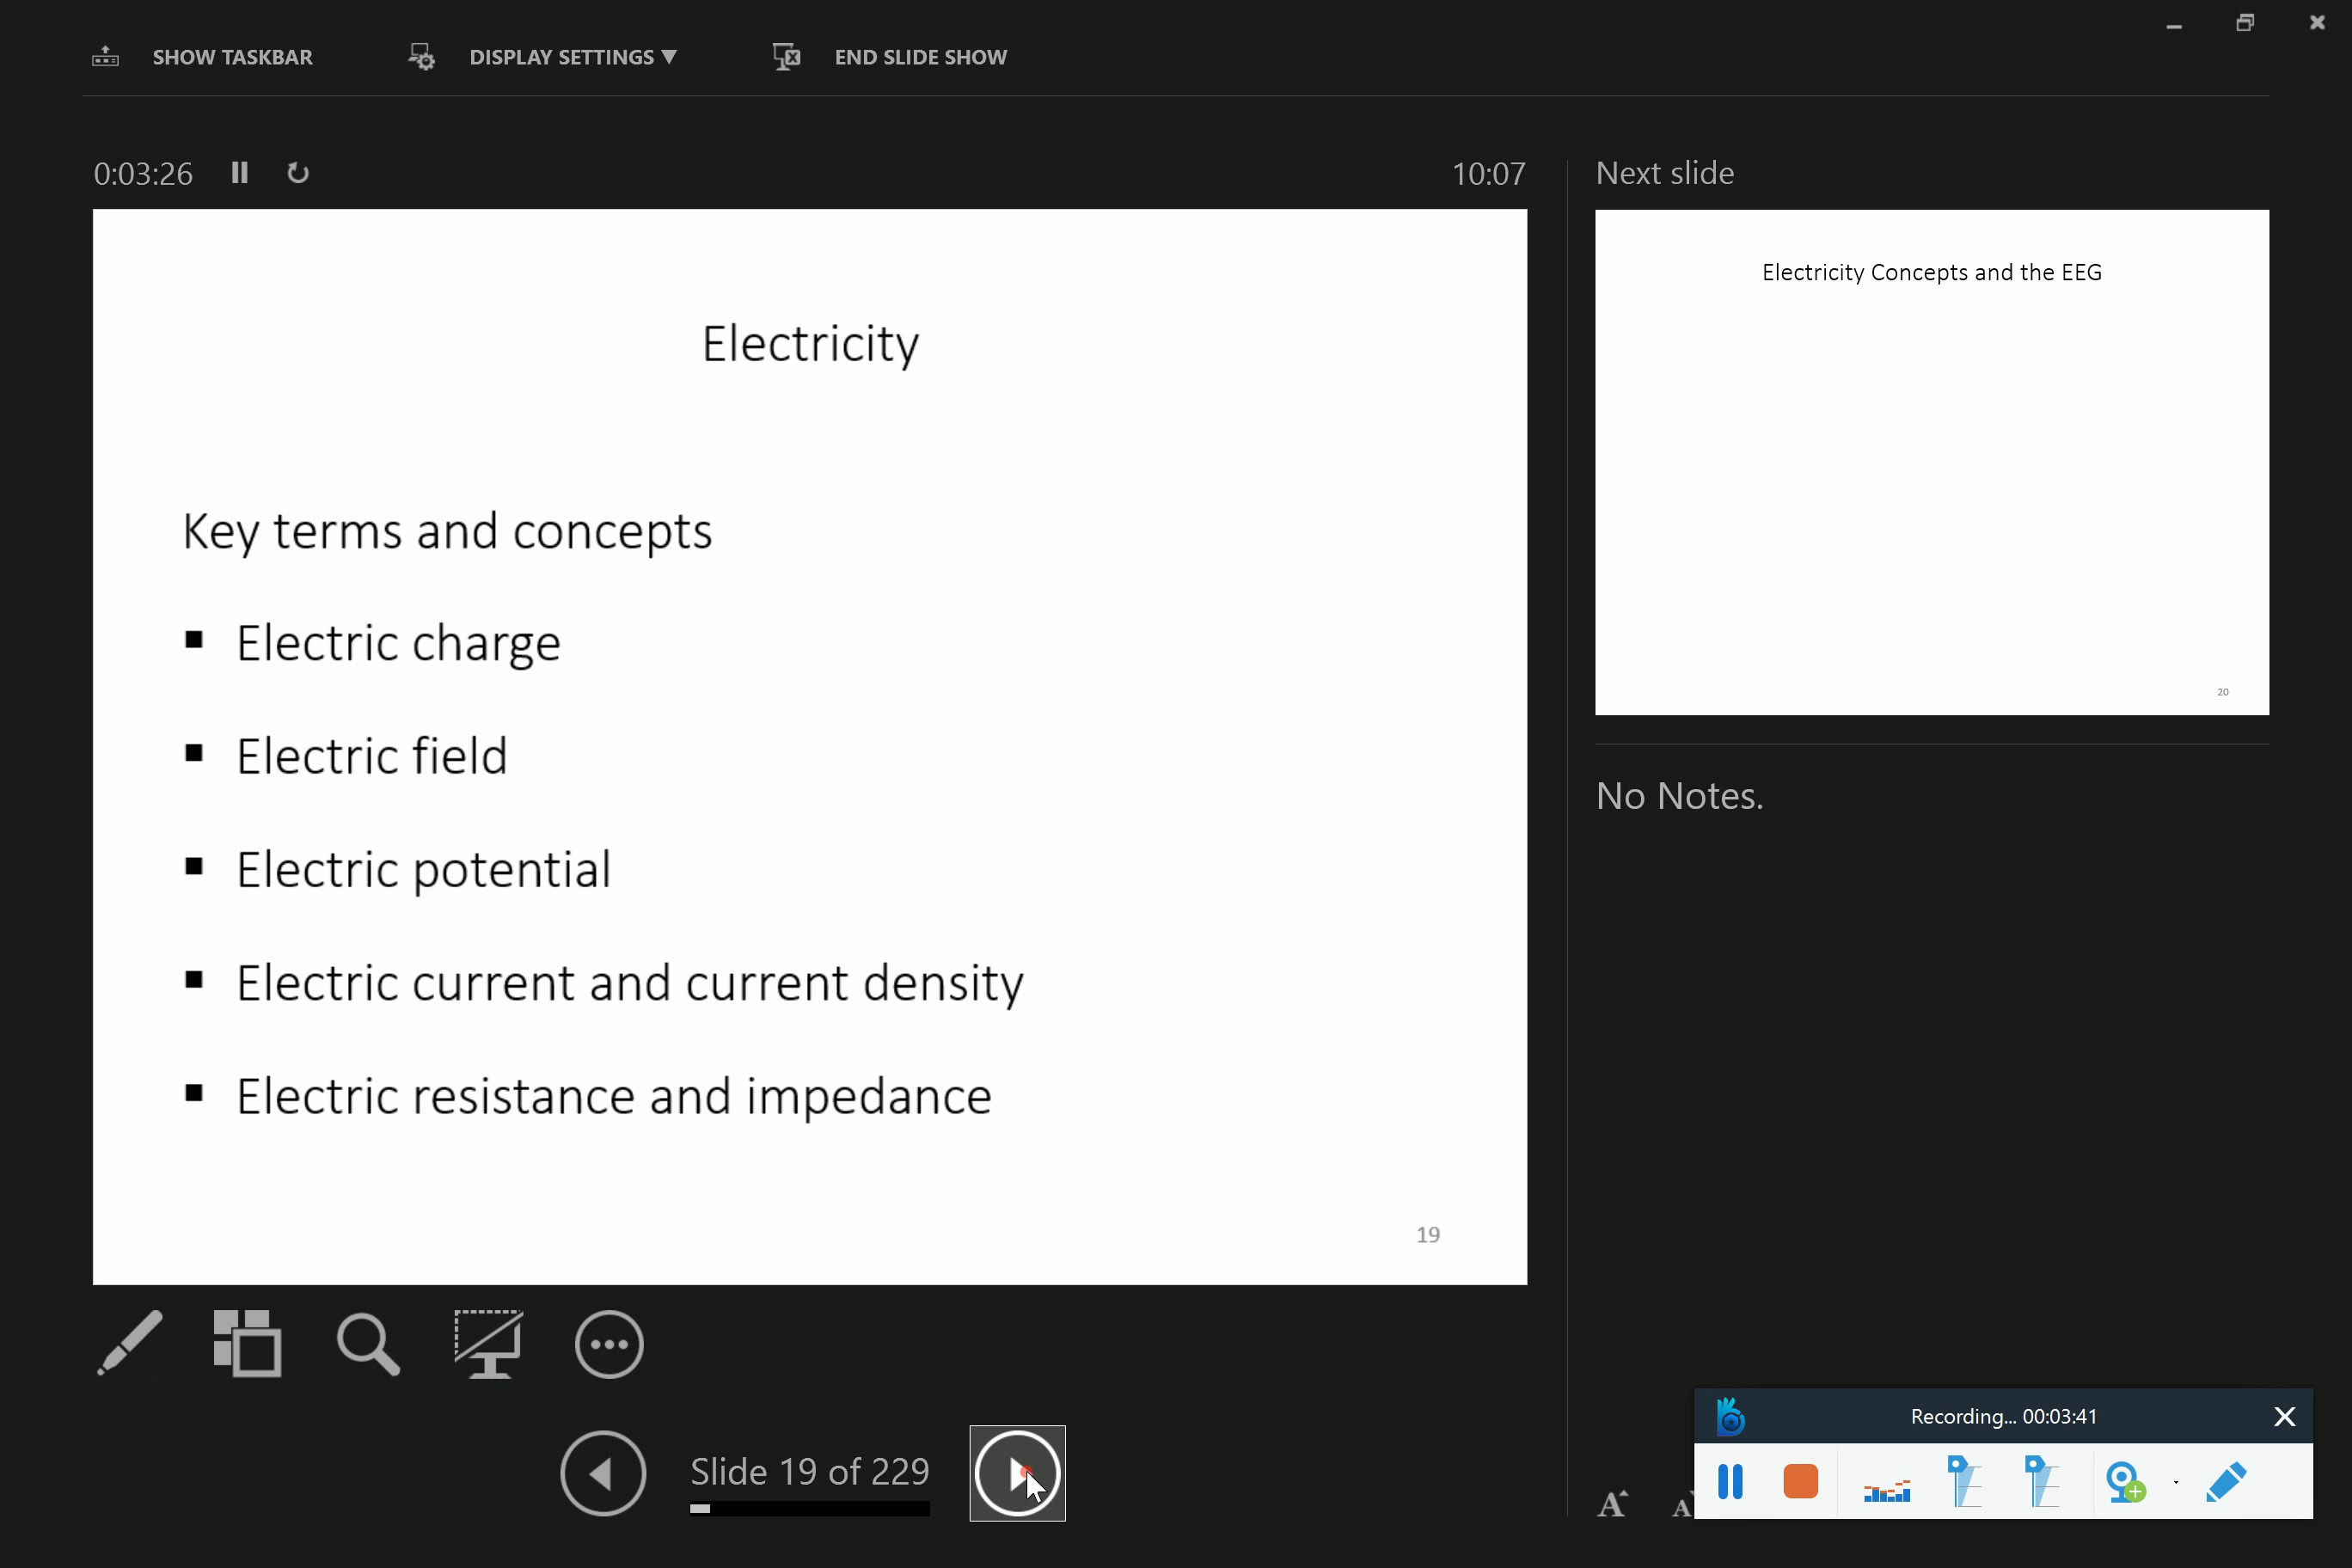 SHOW TASKBAR
DISPLAY SETTINGS ▼
END SLIDE SHOW
0:03:26
10:07
Next slide
Electricity
Key terms and concepts
▪ Electric charge
▪ Electric field
▪ Electric potential
▪ Electric current and current density
▪ Electric resistance and impedance
19
Electricity Concepts and the EEG
20
No Notes.
Slide 19 of 229
A A
Recording... 00:03:41